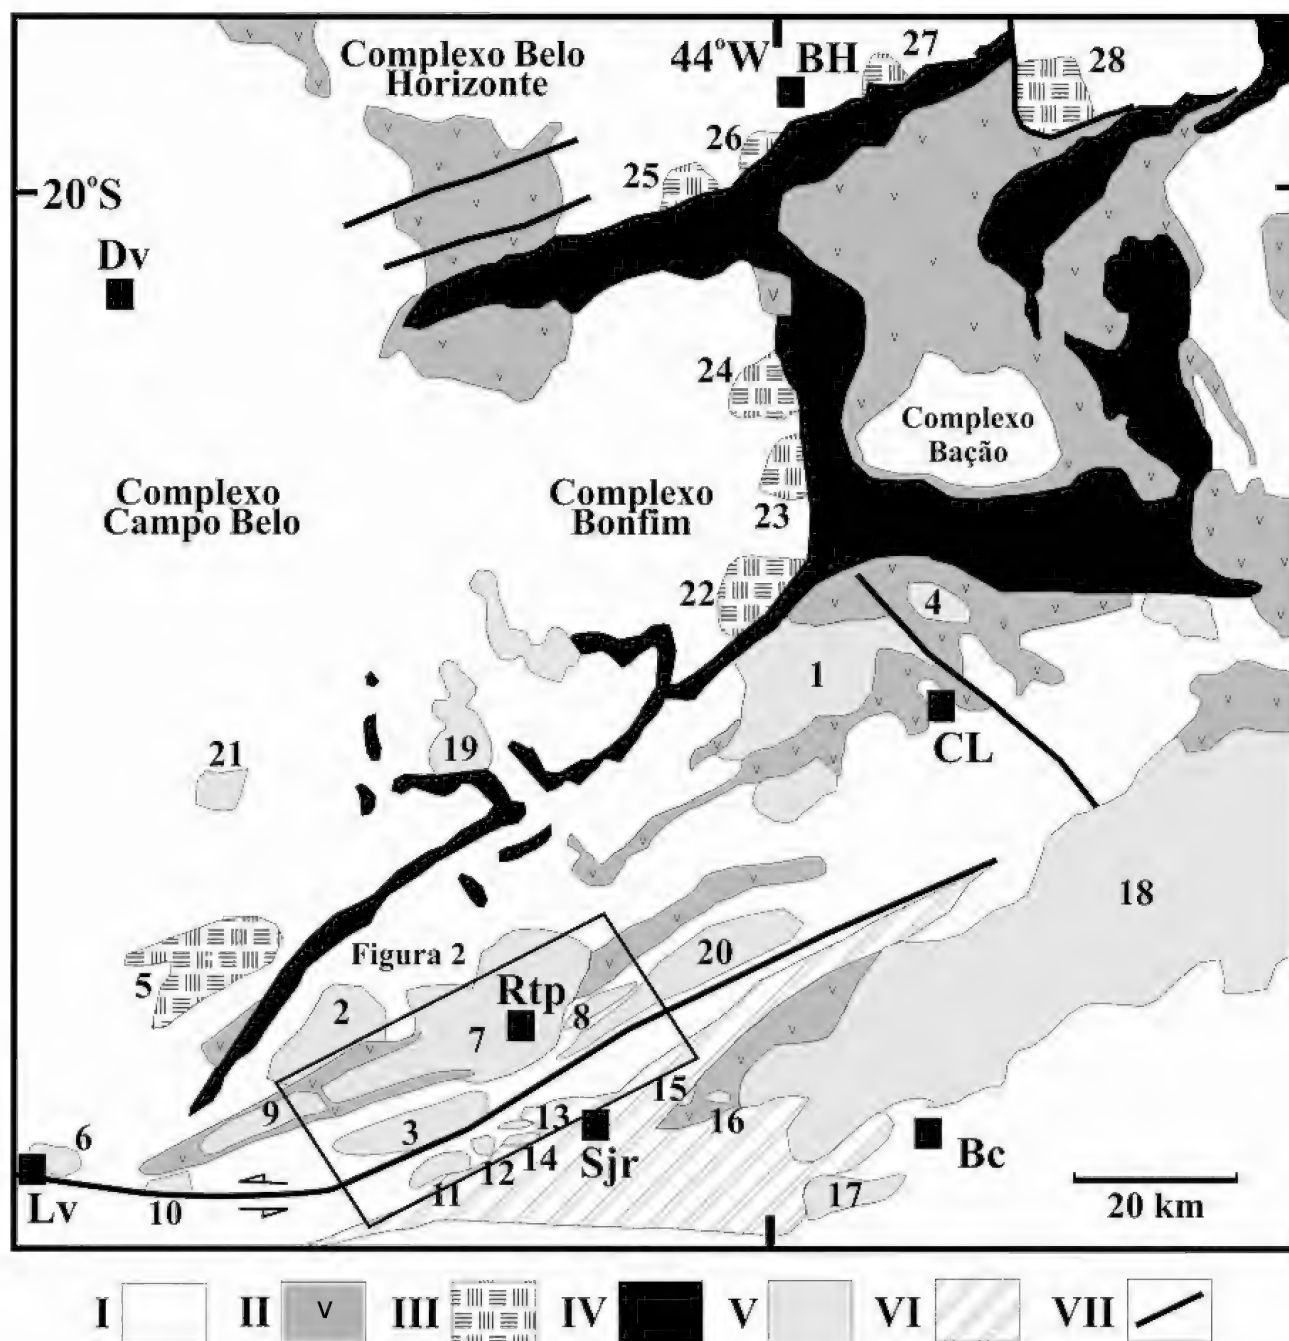 Complexo Belo
Horizonte
44°W BH
27
28
26
25
20°S
Dv
24
Complexo
Bação
Complexo
Campo Belo
Complexo
Bonfim
23
22
4
1
21
19
CL
18
5
Figura 2
20
2
Rtp
8
7
15
9
3
13
16
6
12
14
Sjr
Bc
11
17
Lv
10
20 km
I II v III IV V VI VII